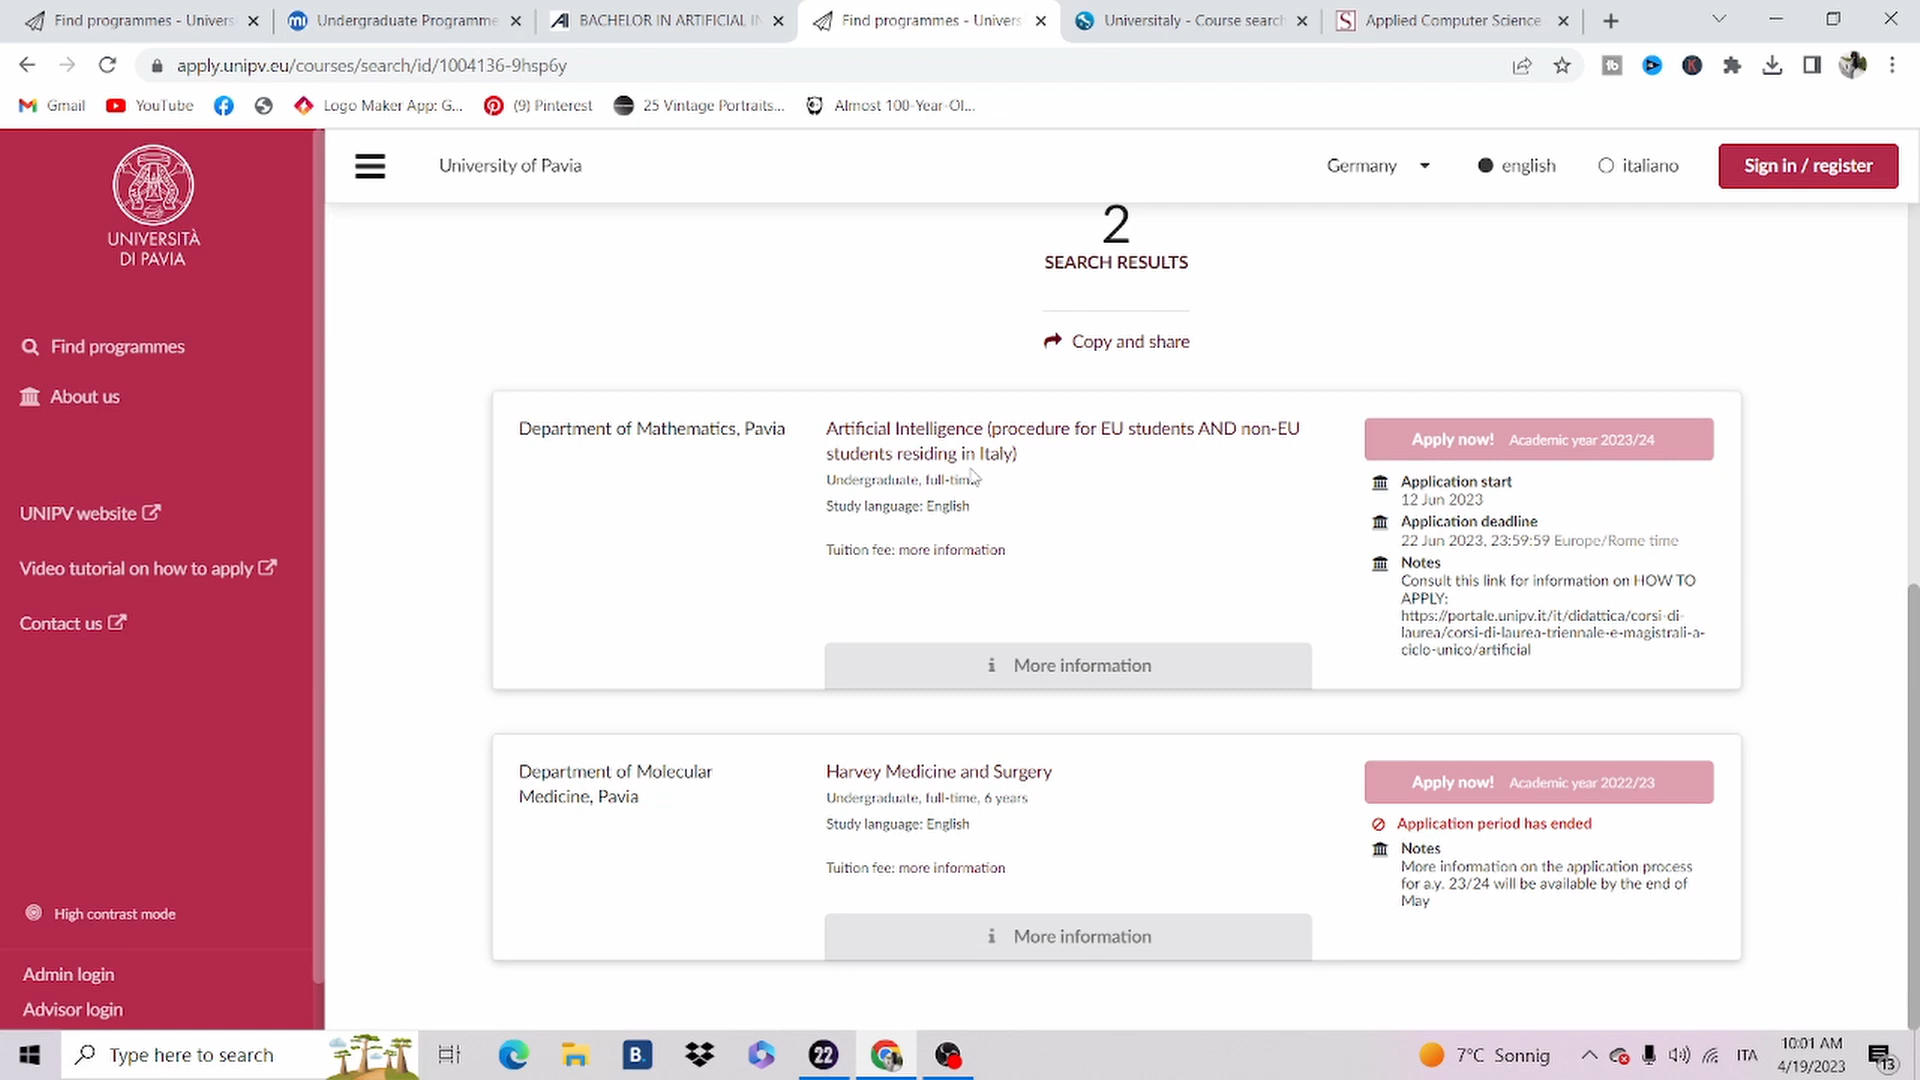 Find programmes - Univers
Undergraduate Programme
BACHELOR IN ARTIFICIAL IN
Find programmes - Univers
Universitaly - Course search
Applied Computer Science
apply.unipv.eu/courses/search/id/1004136-9hsp6y
Gmail
YouTube
Logo Maker App: G...
(9) Pinterest
25 Vintage Portraits...
Almost 100-Year-Ol...
UNIVERSITÀ
DI PAVIA
University of Pavia
Germany
english
italiano
Sign in / register
Find programmes
About us
UNIPV website
Video tutorial on how to apply
Contact us
High contrast mode
Admin login
Advisor login
2
SEARCH RESULTS
Copy and share
Department of Mathematics, Pavia
Artificial Intelligence (procedure for EU students AND non-EU
students residing in Italy)
Undergraduate, full-time
Study language: English
Tuition fee: more information
More information
Apply now! Academic year 2023/24
Application start
12 Jun 2023
Application deadline
22 Jun 2023, 23:59:59 Europe/Rome time
Notes
Consult this link for information on HOW TO
APPLY:
https://portale.unipv.it/it/didattica/corsi-di-
laurea/corsi-di-laurea-triennale-e-magistrali-a-
ciclo-unico/artificial
Department of Molecular
Medicine, Pavia
Harvey Medicine and Surgery
Undergraduate, full-time, 6 years
Study language: English
Tuition fee: more information
More information
Apply now! Academic year 2022/23
Application period has ended
Notes
More information on the application process
for a.y. 23/24 will be available by the end of
May
Type here to search
B.
22
7°C Sonnig
ITA
10:01 AM
4/19/2023
13